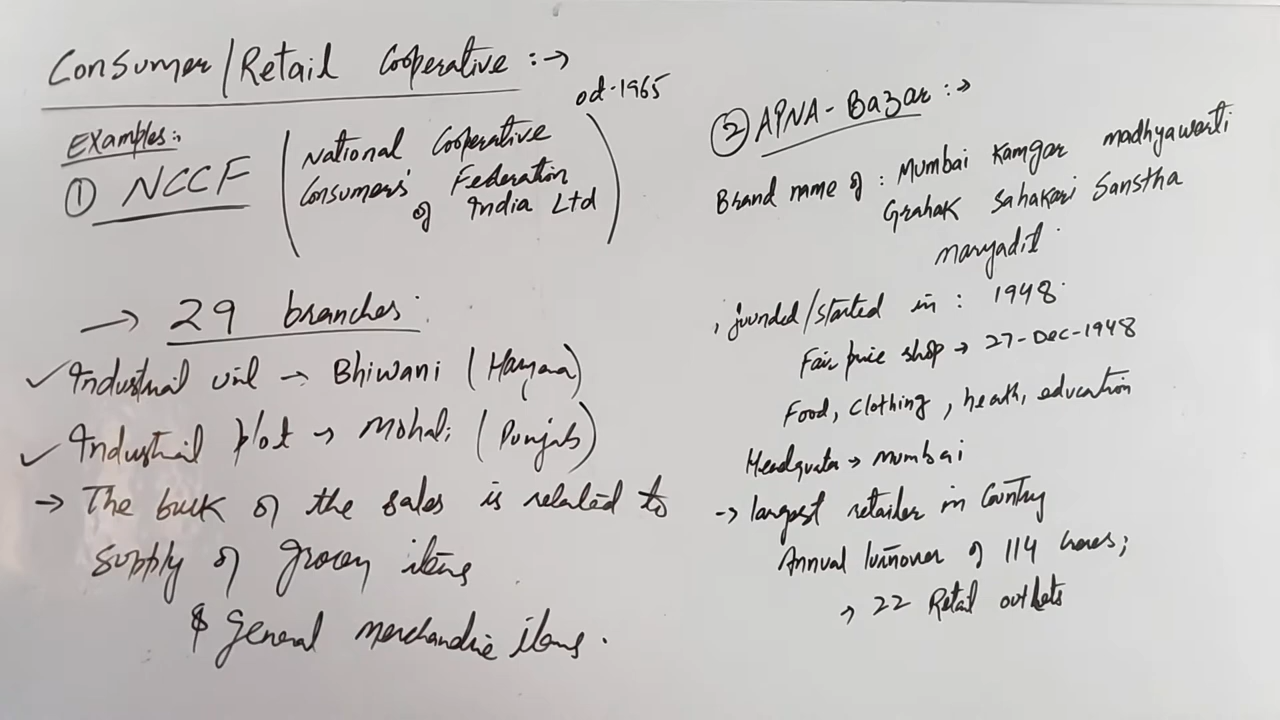 Consumer/Retail Cooperative :→
Examples:
① NCCF (National Cooperative
Consumer's Federation
of India Ltd)
oct-1965
→ 29 branches:
✓ Industrial unit → Bhiwani (Haryana)
✓ Industrial plot → Mohali (Punjab)
→ The bulk of the sales is related to
supply of grocery items
& General merchandise items.
② APNA-Bazar :→
Brand name of : Mumbai Kamgar madhyawarti
Grahak Sahakari Sanstha
maryadit.
, founded/started in : 1948.
Fair price shop → 27-Dec-1948
Food, Clothing, health, education
Headquater → mumbai
→ largest retailer in Country
Annual turnover of 114 crores;
→ 22 Retail outlets